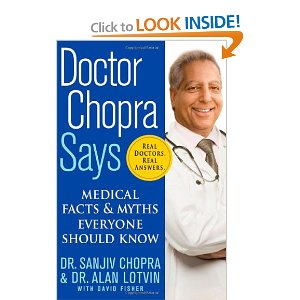 Click to LOOK INSIDE!
Doctor
Chopra
Says
REAL DOCTORS.
REAL ANSWERS.
MEDICAL
FACTS & MYTHS
EVERYONE
SHOULD KNOW
DR. SANJIV CHOPRA
& DR. ALAN LOTVIN
WITH DAVID FISHER